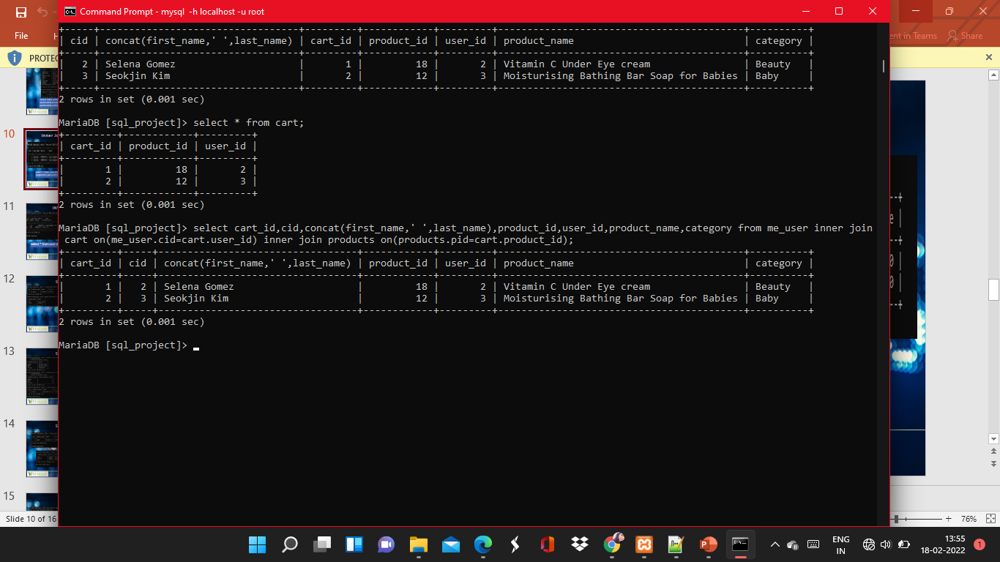 Command Prompt - mysql -h localhost -u root
File
Share
PROTEC
+-----+------------------------------------+
| cid | concat(first_name,' ',last_name) | cart_id | product_id | user_id | product_name | category |
| 2 | Selena Gomez | 1 | 18 | 2 | Vitamin C Under Eye cream | Beauty |
| 3 | Seokjin Kim | 2 | 12 | 3 | Moisturising Bathing Bar Soap for Babies | Baby |
2 rows in set (0.001 sec)
MariaDB [sql_project]> select * from cart;
| cart_id | product_id | user_id |
| 1 | 18 | 2 |
| 2 | 12 | 3 |
2 rows in set (0.001 sec)
MariaDB [sql_project]> select cart_id,cid,concat(first_name,' ',last_name),product_id,user_id,product_name,category from me_user inner join
cart on(me_user.cid=cart.user_id) inner join products on(products.pid=cart.product_id);
| cart_id | cid | concat(first_name,' ',last_name) | product_id | user_id | product_name | category |
| 1 | 2 | Selena Gomez | 18 | 2 | Vitamin C Under Eye cream | Beauty |
| 2 | 3 | Seokjin Kim | 12 | 3 | Moisturising Bathing Bar Soap for Babies | Baby |
2 rows in set (0.001 sec)
MariaDB [sql_project]>
10
11
12
13
14
15
Slide 10 of 16
76%
ENG
IN
13:55
18-02-2022
1